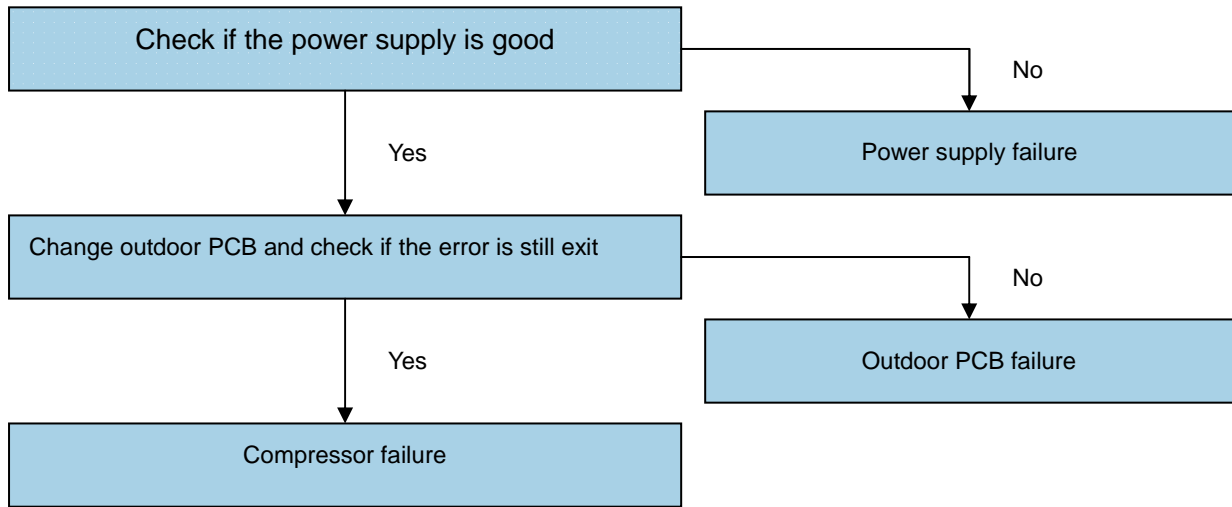 Check if the power supply is good
No
Power supply failure
Yes
Change outdoor PCB and check if the error is still exit
No
Outdoor PCB failure
Yes
Compressor failure